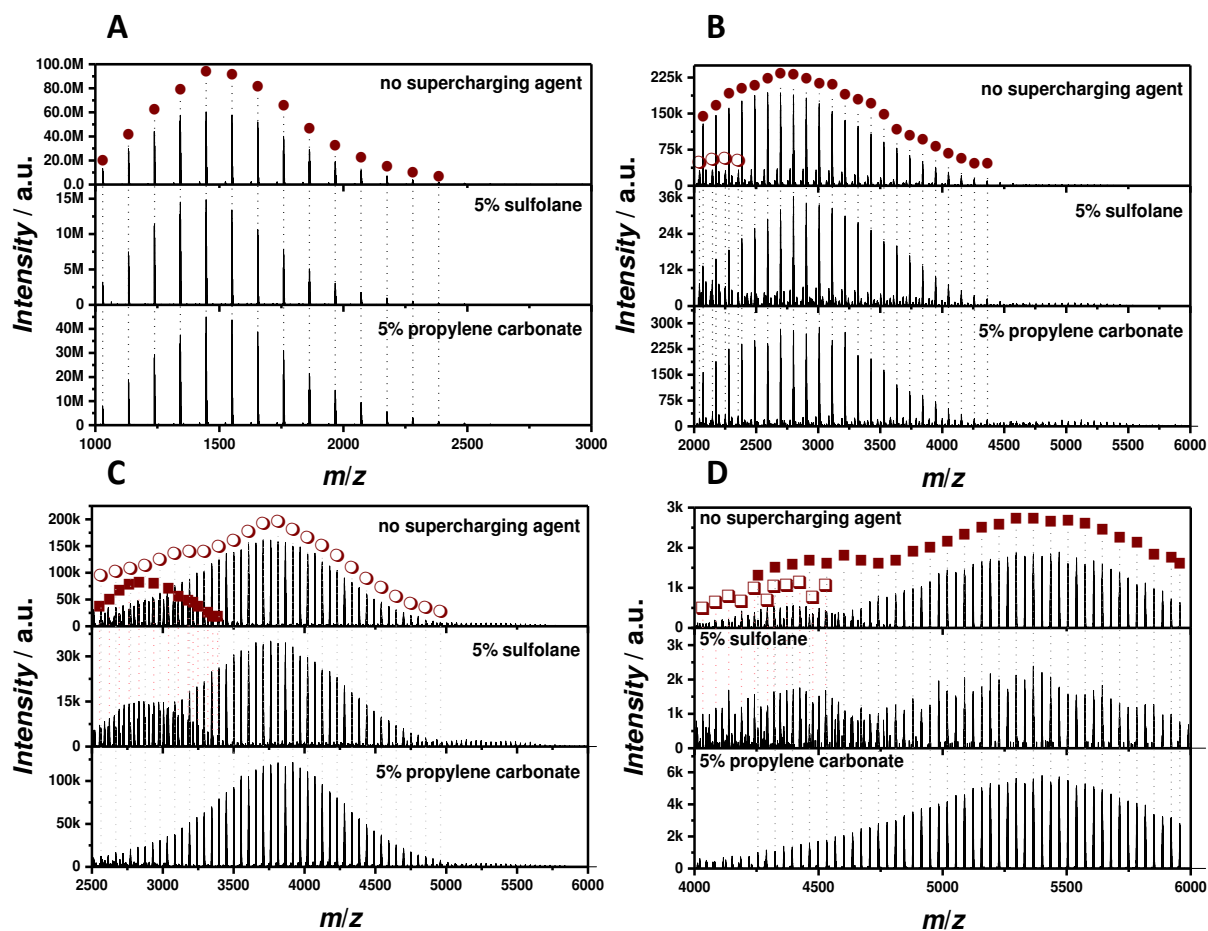 A
100.0M
80.0M
60.0M
40.0M
20.0M
0.0
no supercharging agent
15M
10M
5M
0
5% sulfolane
40M
30M
20M
10M
0
5% propylene carbonate
Intensity / a.u.
1000 1500 2000 2500 3000
m/z
B
225k
150k
75k
0
no supercharging agent
36k
24k
12k
0
5% sulfolane
300k
225k
150k
75k
0
5% propylene carbonate
Intensity / a.u.
2000 2500 3000 3500 4000 4500 5000 5500 6000
m/z
C
200k
150k
100k
50k
0
no supercharging agent
30k
15k
0
5% sulfolane
100k
50k
0
5% propylene carbonate
Intensity / a.u.
2500 3000 3500 4000 4500 5000 5500 6000
m/z
D
3k
2k
1k
0
no supercharging agent
3k
2k
1k
0
5% sulfolane
6k
4k
2k
0
5% propylene carbonate
Intensity / a.u.
4000 4500 5000 5500 6000
m/z